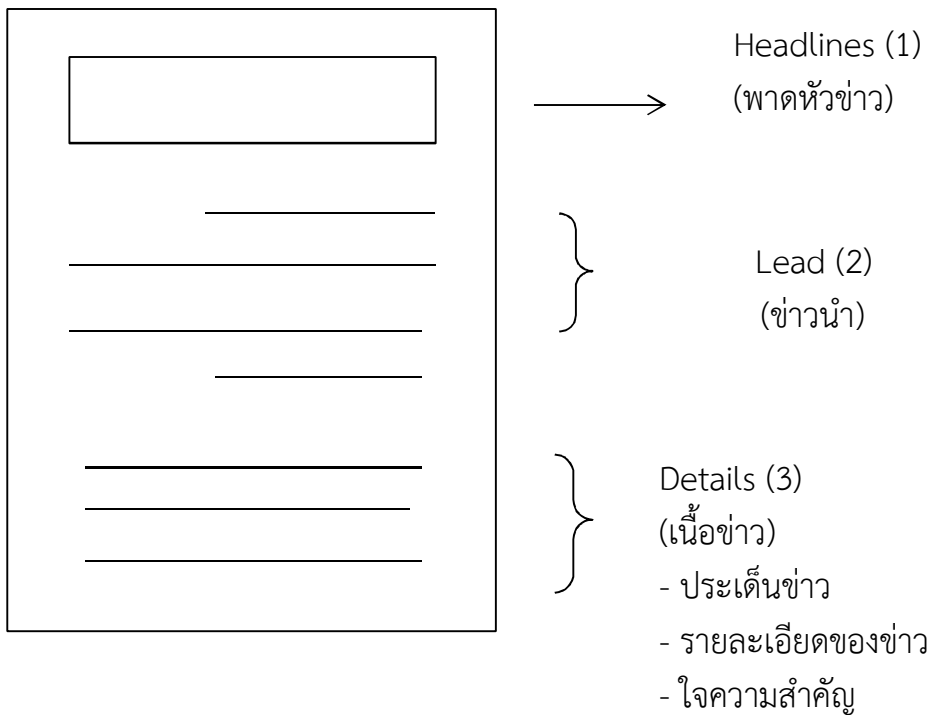 Headlines (1)
(พาดหัวข่าว)
Lead (2)
(ข่าวนำ)
Details (3)
(เนื้อข่าว)
- ประเด็นข่าว
- รายละเอียดของข่าว
- ใจความสำคัญ